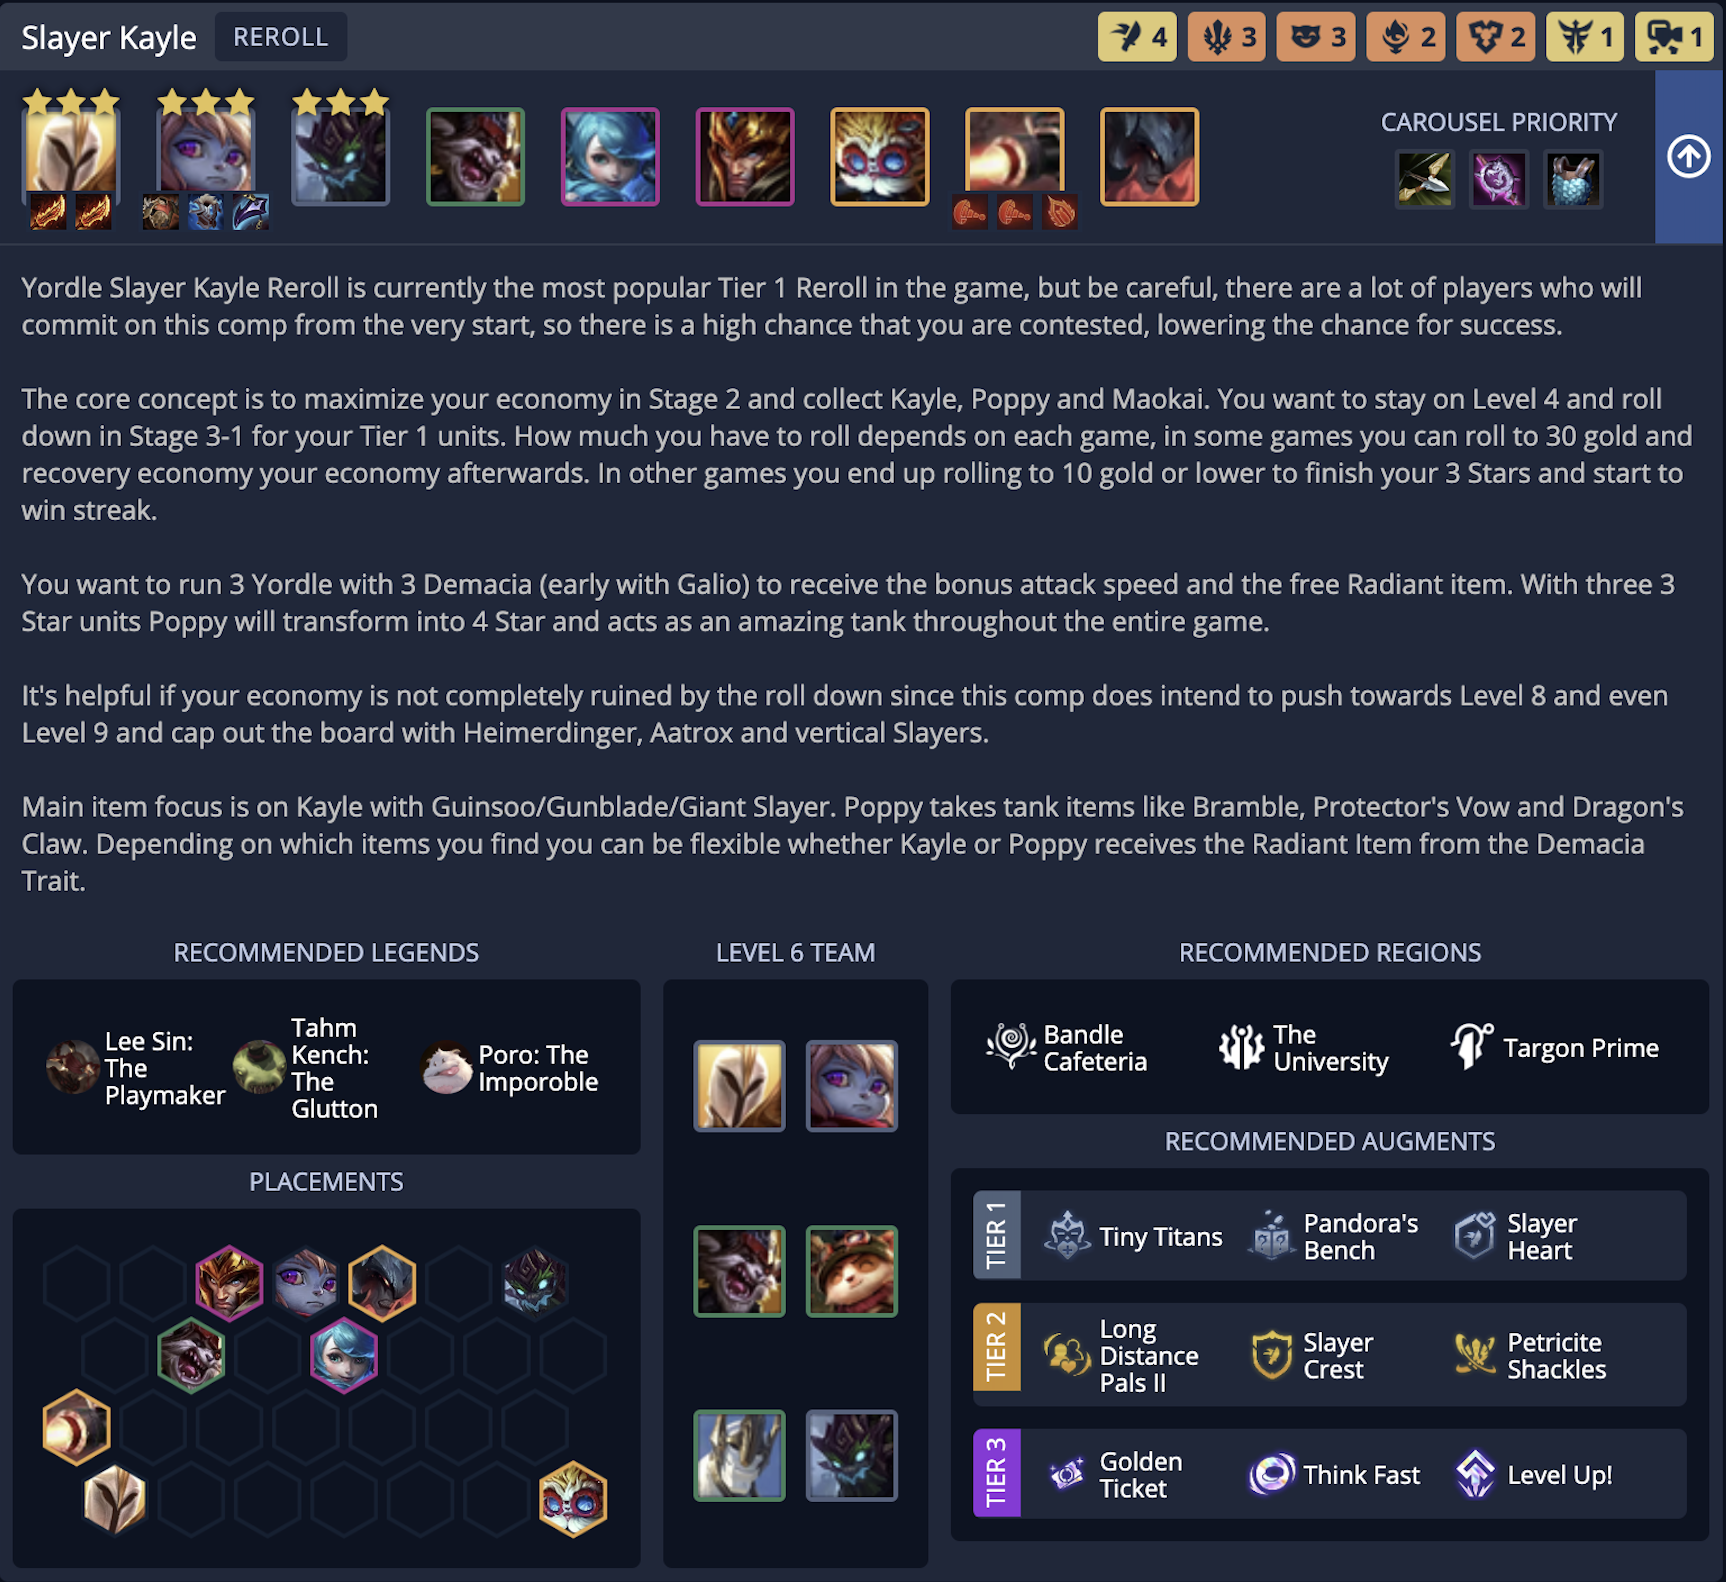 Slayer Kayle REROLL 4 3 3 2 2 1 1
CAROUSEL PRIORITY
Yordle Slayer Kayle Reroll is currently the most popular Tier 1 Reroll in the game, but be careful, there are a lot of players who will
commit on this comp from the very start, so there is a high chance that you are contested, lowering the chance for success.
The core concept is to maximize your economy in Stage 2 and collect Kayle, Poppy and Maokai. You want to stay on Level 4 and roll
down in Stage 3-1 for your Tier 1 units. How much you have to roll depends on each game, in some games you can roll to 30 gold and
recovery economy your economy afterwards. In other games you end up rolling to 10 gold or lower to finish your 3 Stars and start to
win streak.
You want to run 3 Yordle with 3 Demacia (early with Galio) to receive the bonus attack speed and the free Radiant item. With three 3
Star units Poppy will transform into 4 Star and acts as an amazing tank throughout the entire game.
It's helpful if your economy is not completely ruined by the roll down since this comp does intend to push towards Level 8 and even
Level 9 and cap out the board with Heimerdinger, Aatrox and vertical Slayers.
Main item focus is on Kayle with Guinsoo/Gunblade/Giant Slayer. Poppy takes tank items like Bramble, Protector's Vow and Dragon's
Claw. Depending on which items you find you can be flexible whether Kayle or Poppy receives the Radiant Item from the Demacia
Trait.
RECOMMENDED LEGENDS
Lee Sin:
The
Playmaker
Tahm
Kench:
The
Glutton
Poro: The
Imporoble
PLACEMENTS
LEVEL 6 TEAM
RECOMMENDED REGIONS
Bandle
Cafeteria
The
University
Targon Prime
RECOMMENDED AUGMENTS
TIER 1
Tiny Titans
Pandora's
Bench
Slayer
Heart
TIER 2
Long
Distance
Pals II
Slayer
Crest
Petricite
Shackles
TIER 3
Golden
Ticket
Think Fast
Level Up!